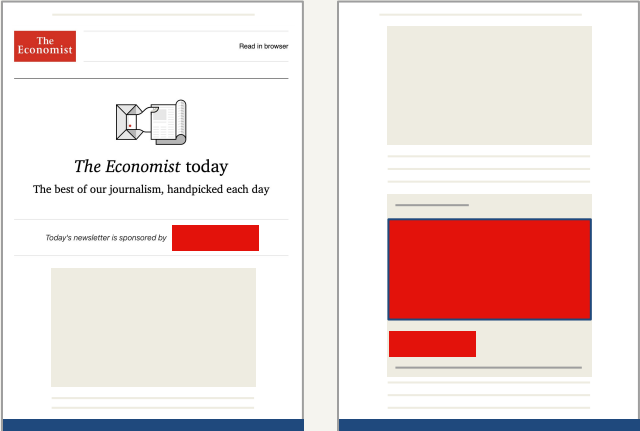 The
Economist
Read in browser
The Economist today
The best of our journalism, handpicked each day
Today's newsletter is sponsored by